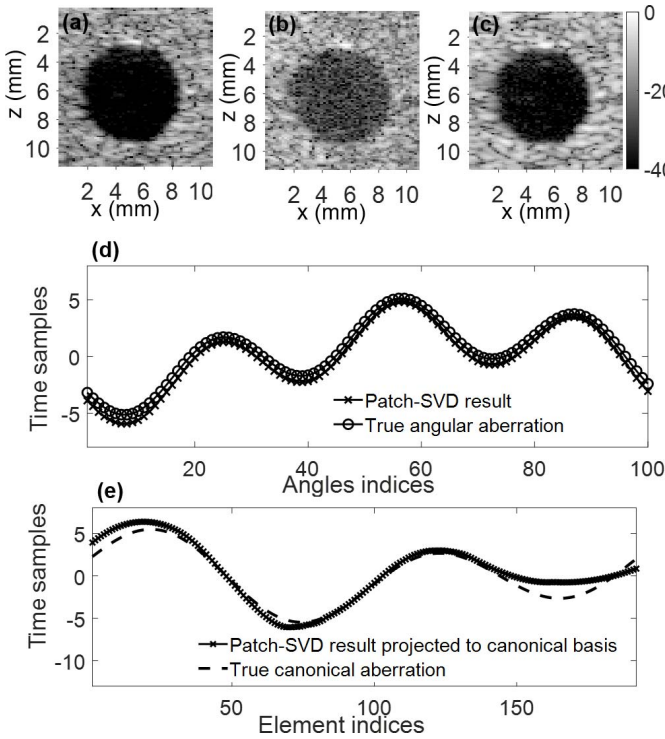 (a) (b) (c)
0
-20
-40
z (mm)
2
4
6
8
10
2 4 6 8 10
x (mm)
z (mm)
2
4
6
8
10
2 4 6 8 10
x (mm)
z (mm)
2
4
6
8
10
2 4 6 8 10
x (mm)
(d)
Time samples
5
0
-5
Patch-SVD result
True angular aberration
20 40 60 80 100
Angles indices
(e)
Time samples
5
0
-5
-10
Patch-SVD result projected to canonical basis
True canonical aberration
50 100 150
Element indices